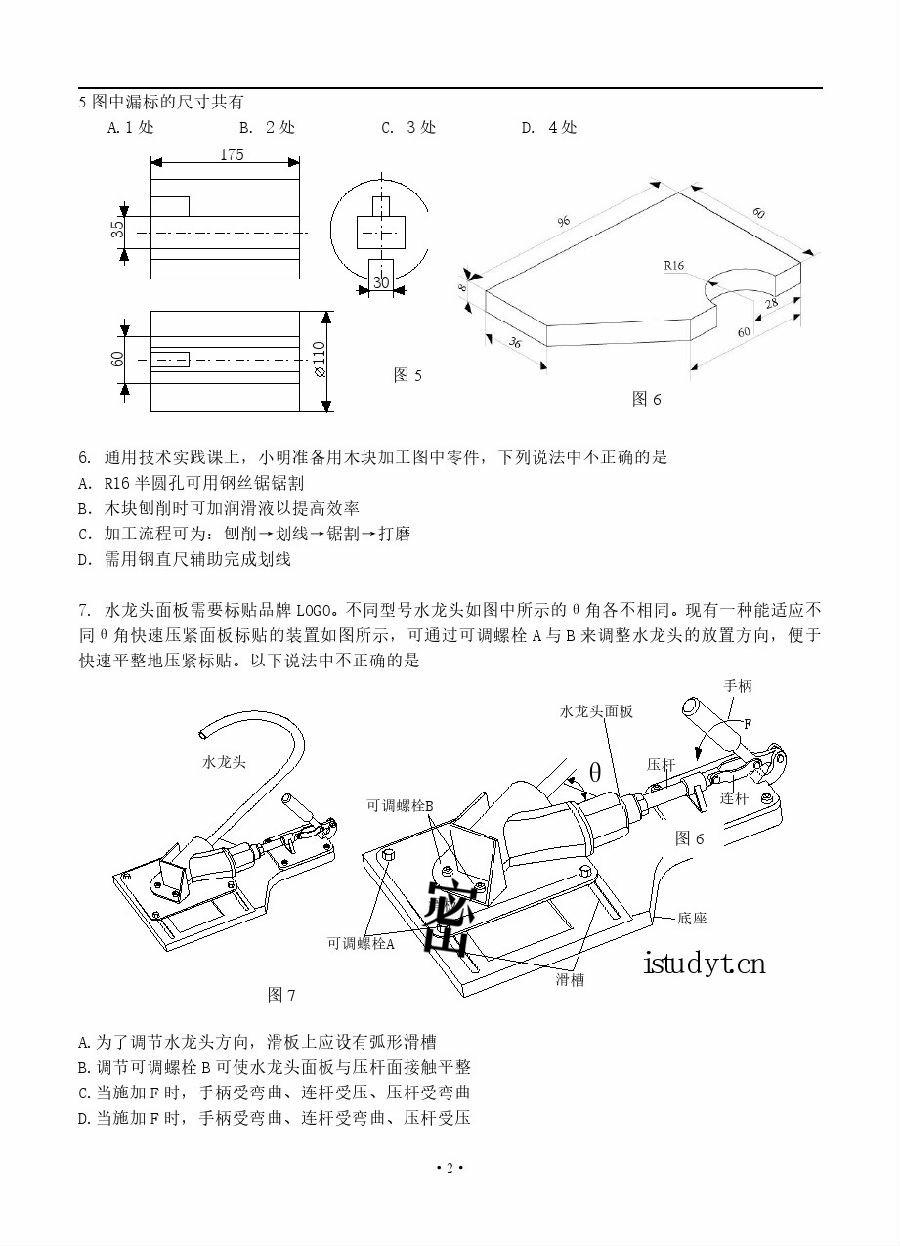 5 图中漏标的尺寸共有
A.1 处 B. 2 处 C. 3 处 D. 4 处
175
35
30
60
⌀110
图 5
96
60
R16
8
28
36
60
图 6
6. 通用技术实践课上，小明准备用木块加工图中零件，下列说法中不正确的是
A. R16 半圆孔可用钢丝锯锯割
B. 木块刨削时可加润滑液以提高效率
C. 加工流程可为：刨削→划线→锯割→打磨
D. 需用钢直尺辅助完成划线
7. 水龙头面板需要标贴品牌 LOGO。不同型号水龙头如图中所示的 θ 角各不相同。现有一种能适应不
同 θ 角快速压紧面板标贴的装置如图所示，可通过可调螺栓 A 与 B 来调整水龙头的放置方向，便于
快速平整地压紧标贴。以下说法中不正确的是
手柄
水龙头面板
F
水龙头
θ
压杆
连杆
可调螺栓B
图 6
密
底座
可调螺栓A
istudyt.cn
滑槽
图 7
A.为了调节水龙头方向，滑板上应设有弧形滑槽
B.调节可调螺栓 B 可使水龙头面板与压杆面接触平整
C.当施加 F 时，手柄受弯曲、连杆受压、压杆受弯曲
D.当施加 F 时，手柄受弯曲、连杆受弯曲、压杆受压
·2·